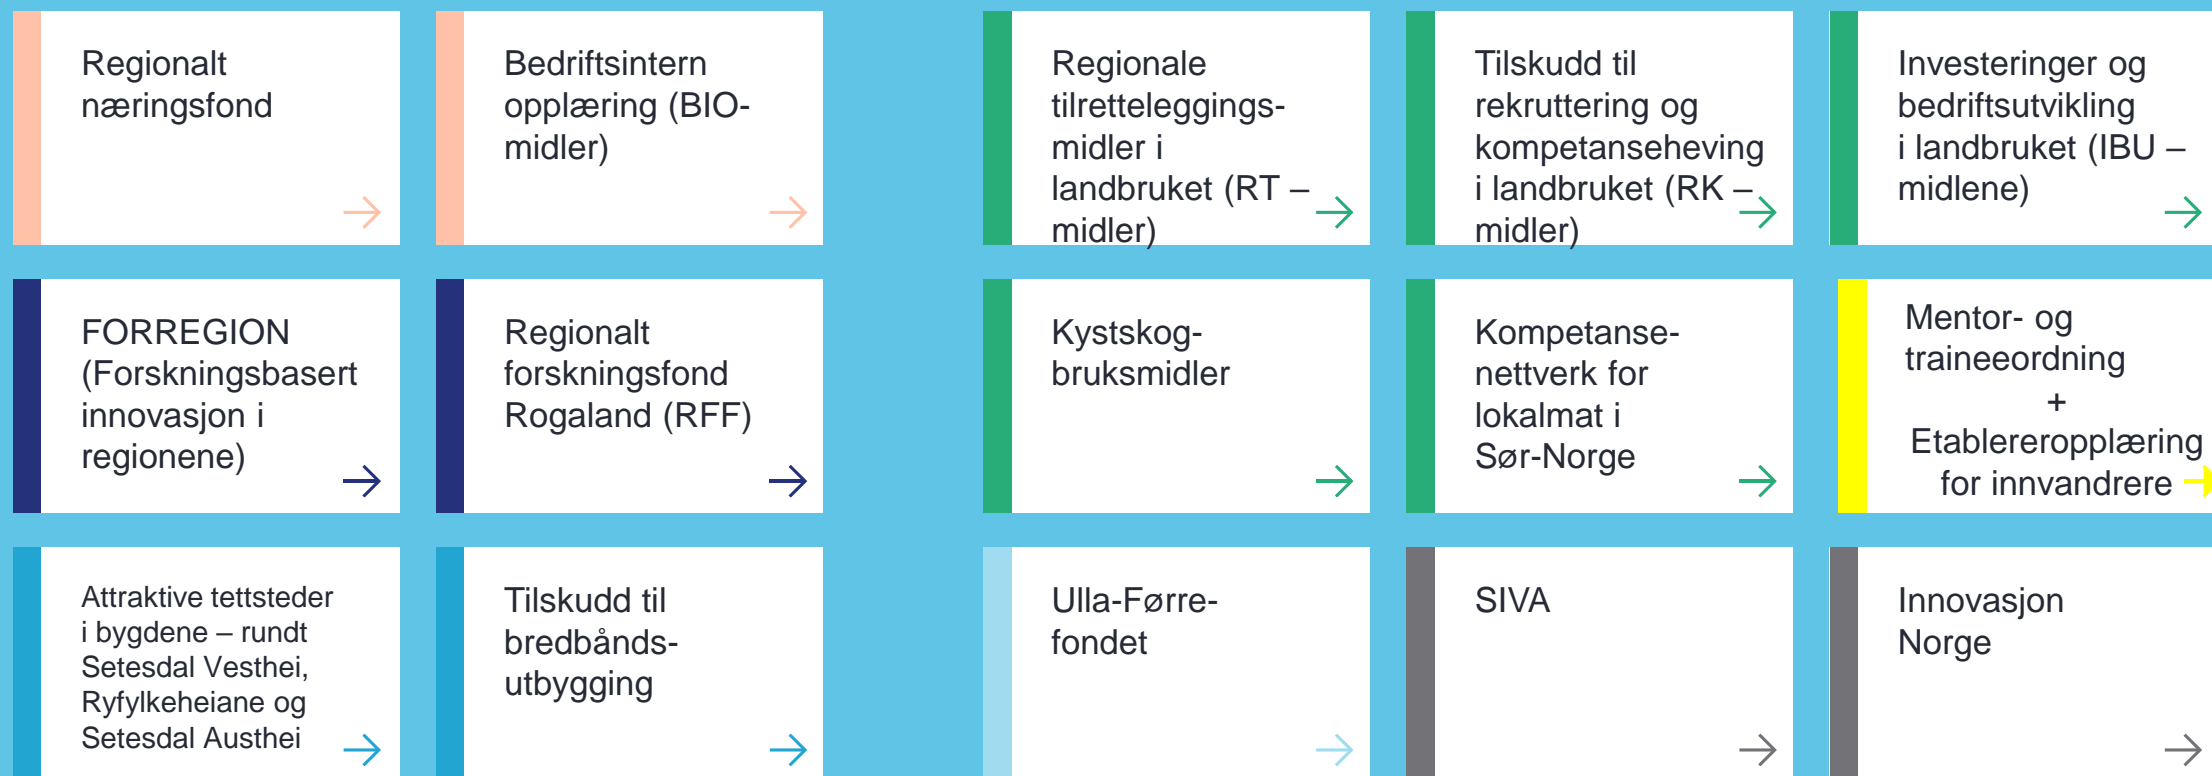 Regionalt
næringsfond
Bedriftsintern
opplæring (BIO-
midler)
Regionale
tilretteleggings-
midler i
landbruket (RT –
midler)
Tilskudd til
rekruttering og
kompetanseheving
i landbruket (RK –
midler)
Investeringer og
bedriftsutvikling
i landbruket (IBU –
midlene)
FORREGION
(Forskningsbasert
innovasjon i
regionene)
Regionalt
forskningsfond
Rogaland (RFF)
Kystskog-
bruksmidler
Kompetanse-
nettverk for
lokalmat i
Sør-Norge
Mentor- og
traineeordning
+
Etablereropplæring
for innvandrere
Attraktive tettsteder
i bygdene – rundt
Setesdal Vesthei,
Ryfylkeheiane og
Setesdal Austhei
Tilskudd til
bredbånds-
utbygging
Ulla-Førre-
fondet
SIVA
Innovasjon
Norge